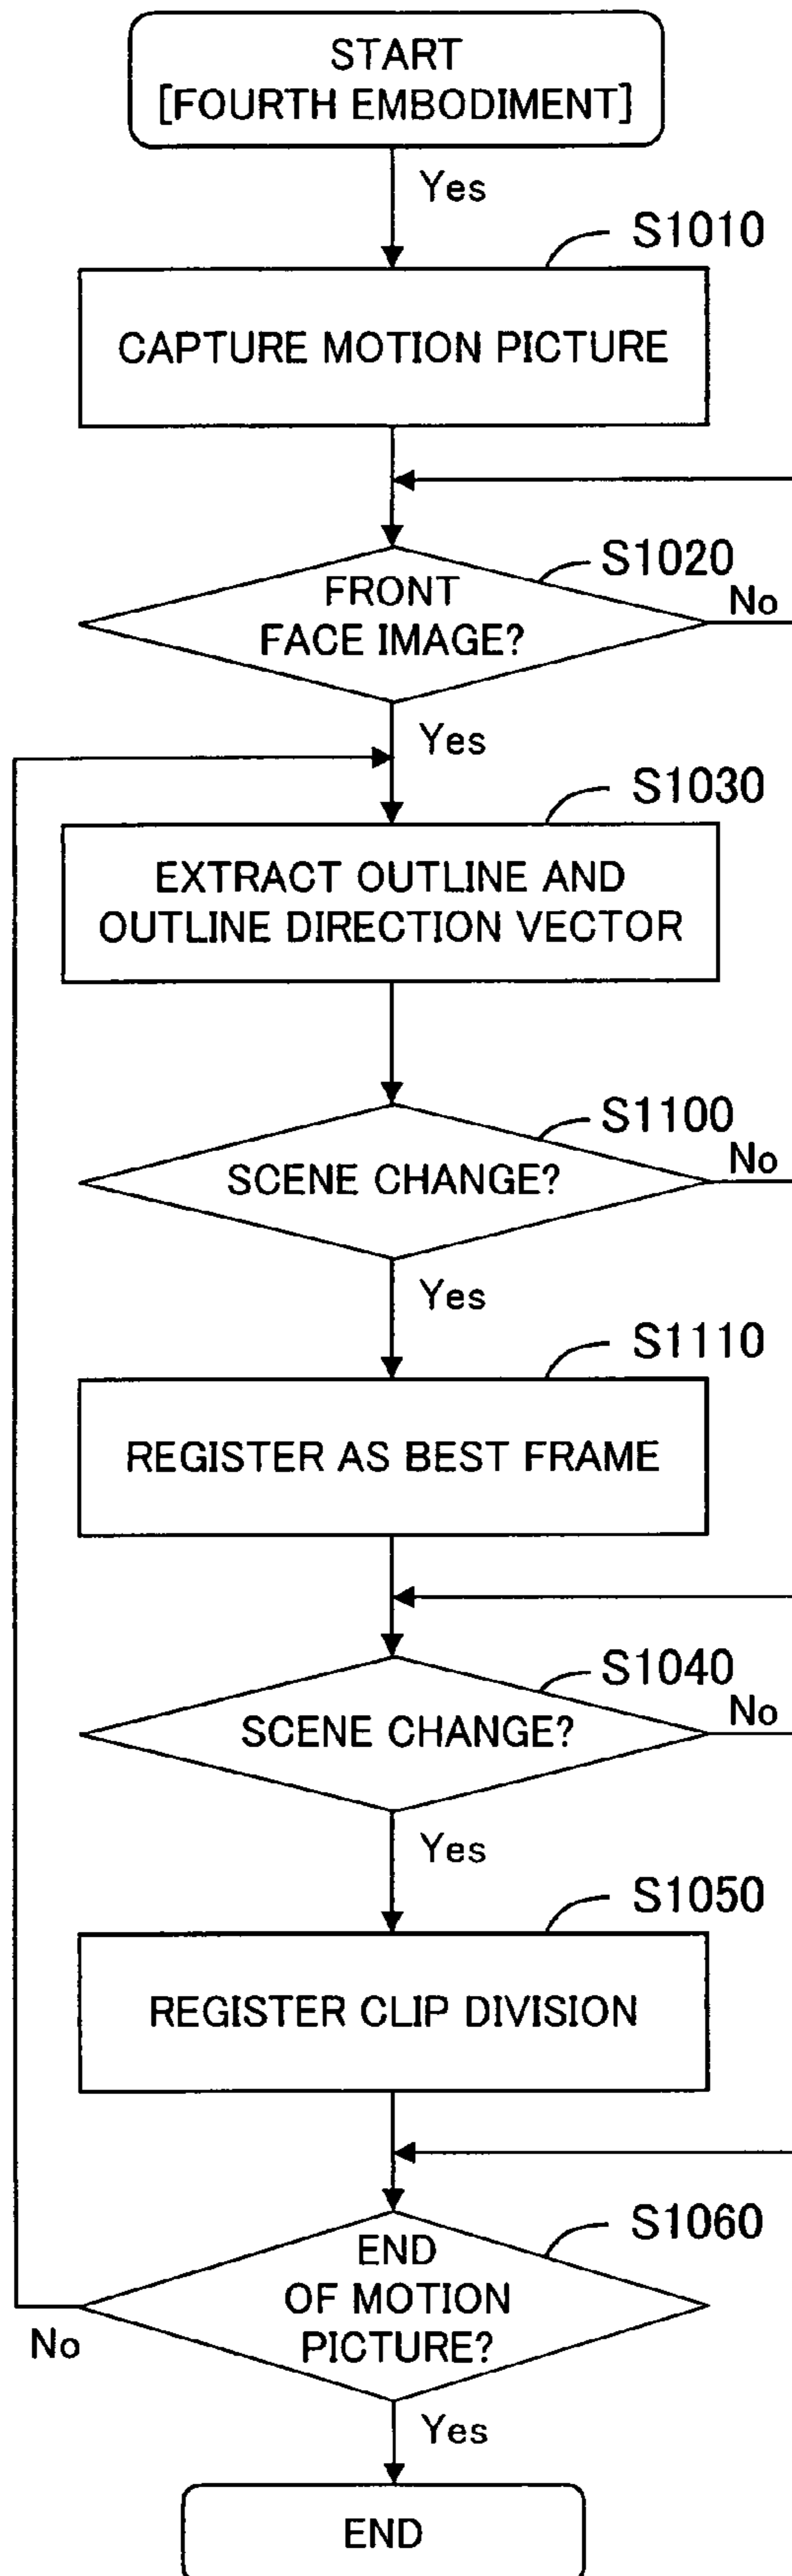 START
[FOURTH EMBODIMENT]
Yes
S1010
CAPTURE MOTION PICTURE
S1020
FRONT
FACE IMAGE?
No
Yes
S1030
EXTRACT OUTLINE AND
OUTLINE DIRECTION VECTOR
S1100
SCENE CHANGE?
No
Yes
S1110
REGISTER AS BEST FRAME
S1040
SCENE CHANGE?
No
Yes
S1050
REGISTER CLIP DIVISION
S1060
END
OF MOTION
PICTURE?
No
Yes
END